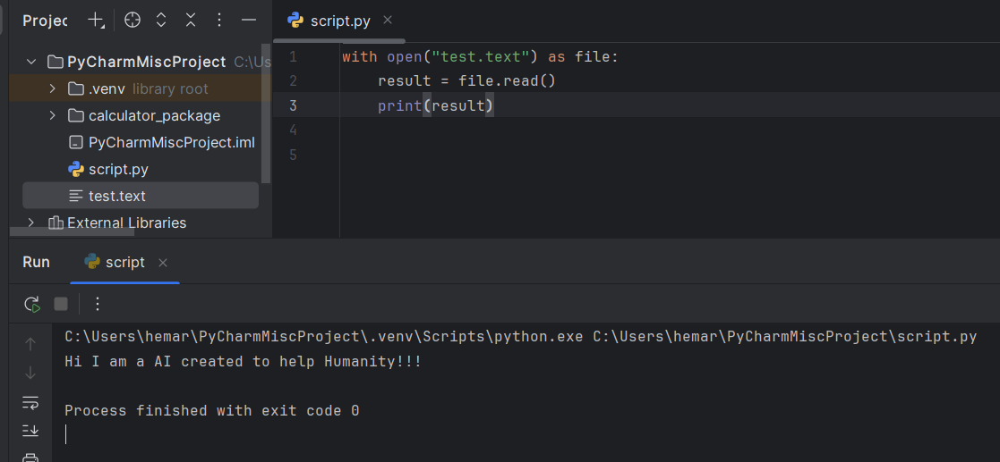 Projec
script.py
PyCharmMiscProject C:\Us
.venv library root
calculator_package
PyCharmMiscProject.iml
script.py
test.text
External Libraries
1 with open("test.text") as file:
2     result = file.read()
3     print(result)
4
5
Run script
C:\Users\hemar\PyCharmMiscProject\.venv\Scripts\python.exe C:\Users\hemar\PyCharmMiscProject\script.py
Hi I am a AI created to help Humanity!!!
Process finished with exit code 0